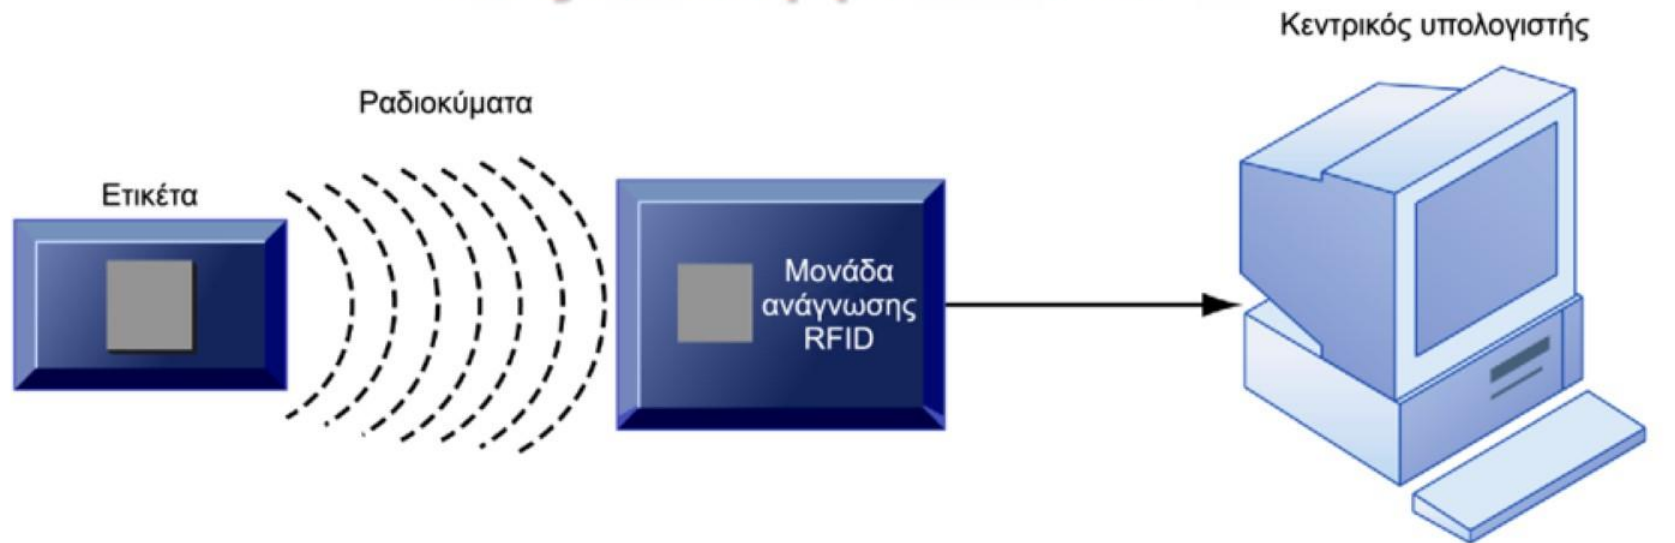 Κεντρικός υπολογιστής
Ραδιοκύματα
Ετικέτα
Μονάδα
ανάγνωσης
RFID